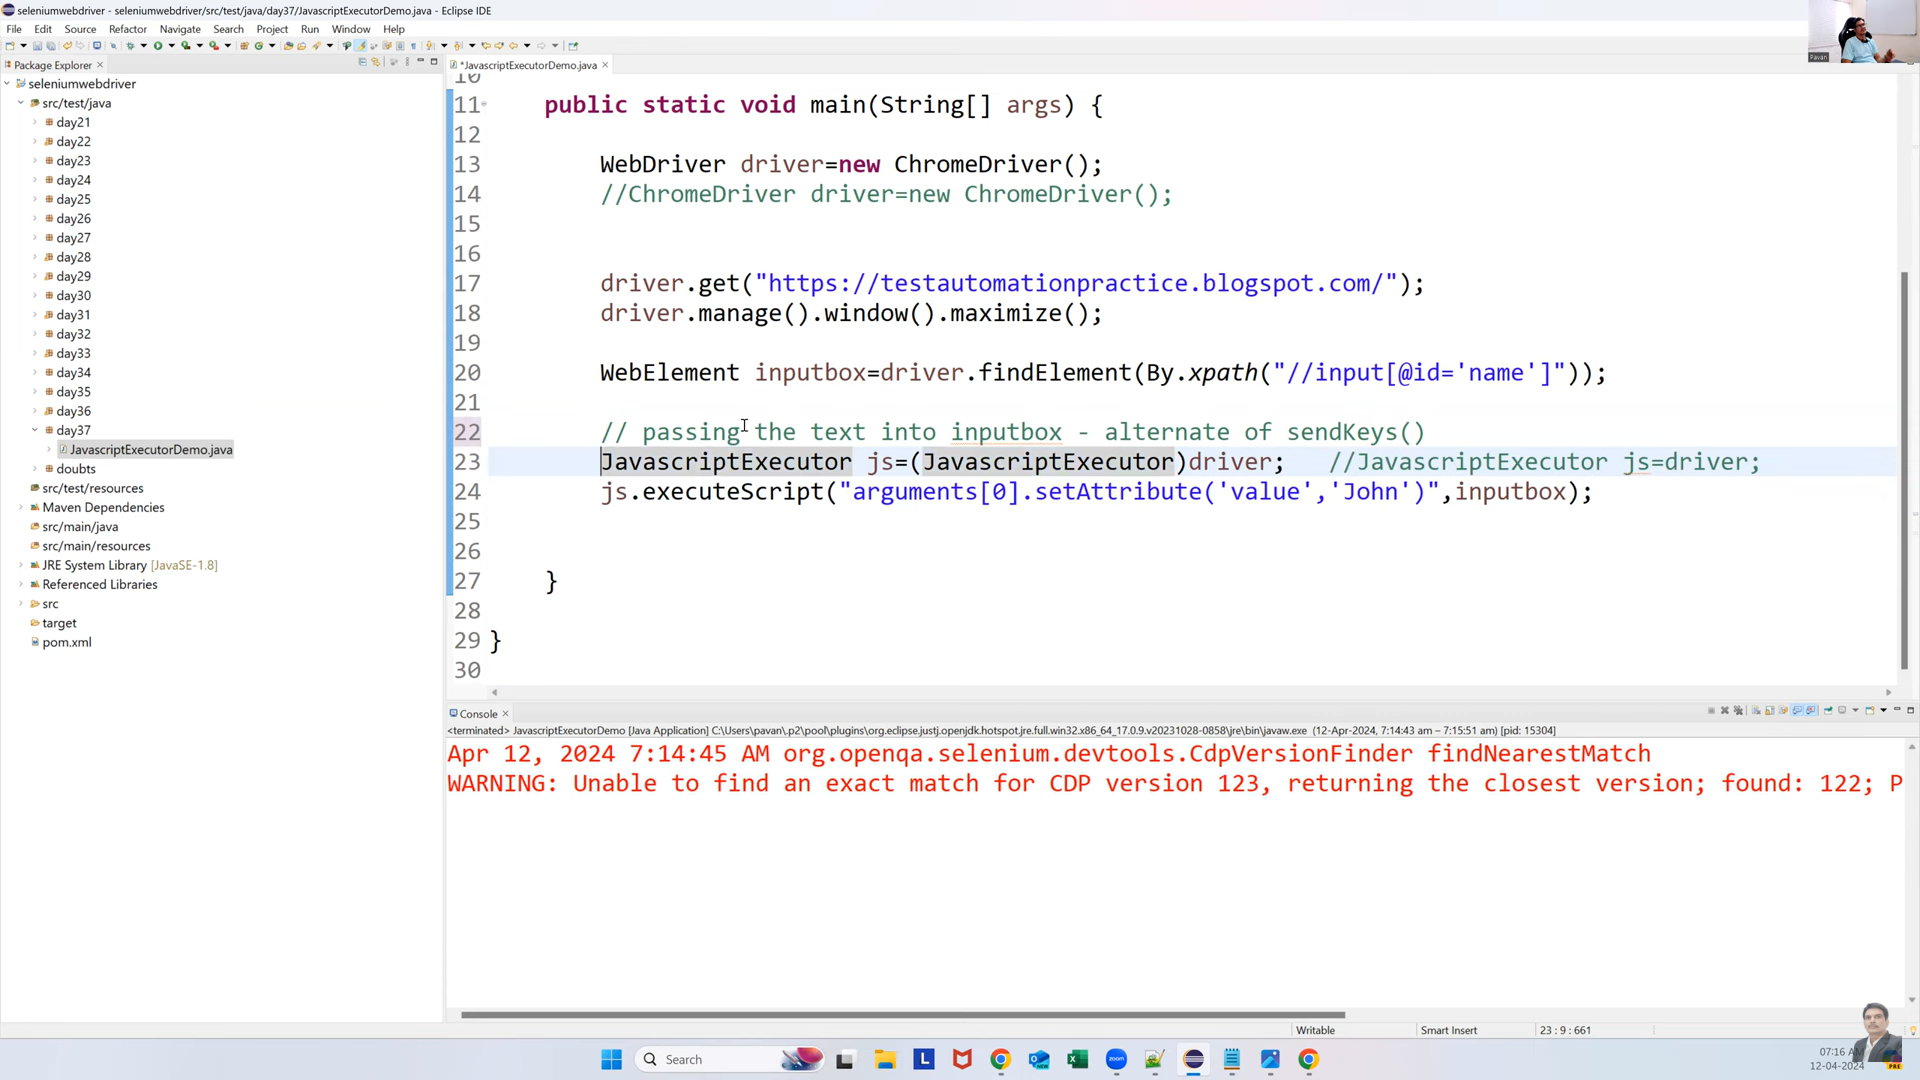 seleniumwebdriver - seleniumwebdriver/src/test/java/day37/JavascriptExecutorDemo.java - Eclipse IDE
File Edit Source Refactor Navigate Search Project Run Window Help
Pavan
Package Explorer
*JavascriptExecutorDemo.java
seleniumwebdriver
src/test/java
day21
day22
day23
day24
day25
day26
day27
day28
day29
day30
day31
day32
day33
day34
day35
day36
day37
JavascriptExecutorDemo.java
doubts
src/test/resources
Maven Dependencies
src/main/java
src/main/resources
JRE System Library [JavaSE-1.8]
Referenced Libraries
src
target
pom.xml
10
11 public static void main(String[] args) {
12
13 WebDriver driver=new ChromeDriver();
14 //ChromeDriver driver=new ChromeDriver();
15
16
17 driver.get("https://testautomationpractice.blogspot.com/");
18 driver.manage().window().maximize();
19
20 WebElement inputbox=driver.findElement(By.xpath("//input[@id='name']"));
21
22 // passing the text into inputbox - alternate of sendKeys()
23 JavascriptExecutor js=(JavascriptExecutor)driver; //JavascriptExecutor js=driver;
24 js.executeScript("arguments[0].setAttribute('value','John')",inputbox);
25
26
27 }
28
29 }
30
Console
<terminated> JavascriptExecutorDemo [Java Application] C:\Users\pavan\.p2\pool\plugins\org.eclipse.justj.openjdk.hotspot.jre.full.win32.x86_64_17.0.9.v20231028-0858\jre\bin\javaw.exe (12-Apr-2024, 7:14:43 am – 7:15:51 am) [pid: 15304]
Apr 12, 2024 7:14:45 AM org.openqa.selenium.devtools.CdpVersionFinder findNearestMatch
WARNING: Unable to find an exact match for CDP version 123, returning the closest version; found: 122; P
Writable Smart Insert 23 : 9 : 661
Search
07:16 AM
12-04-2024